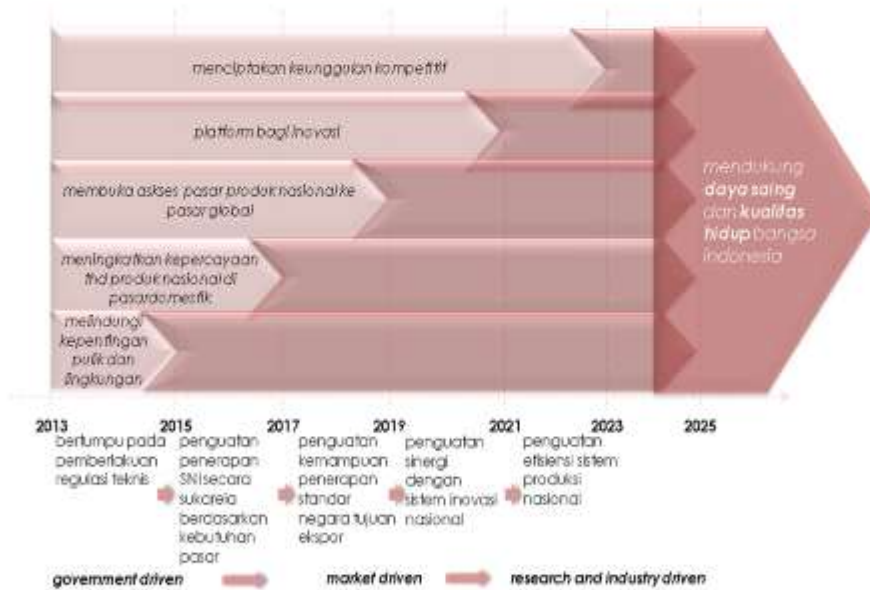 menciptakan keunggulan kompetitif
platform bagi inovasi
membuka askses pasar produk nasional ke
pasar global
meningkatkan kepercayaan
thd produk nasional di
pasar domestik
melindungi
kepentingan
pulik dan
lingkungan
mendukung
daya saing
dan kualitas
hidup bangsa
indonesia
2013 2015 2017 2019 2021 2023 2025
bertumpu pada
pemberlakuan
regulasi teknis
penguatan
penerapan
SNI secara
sukarela
berdasarkan
kebutuhan
pasar
penguatan
kemampuan
penerapan
standar
negara tujuan
ekspor
penguatan
sinergi
dengan
sistem inovasi
nasional
penguatan
efisiensi sistem
produksi
nasional
government driven market driven research and industry driven